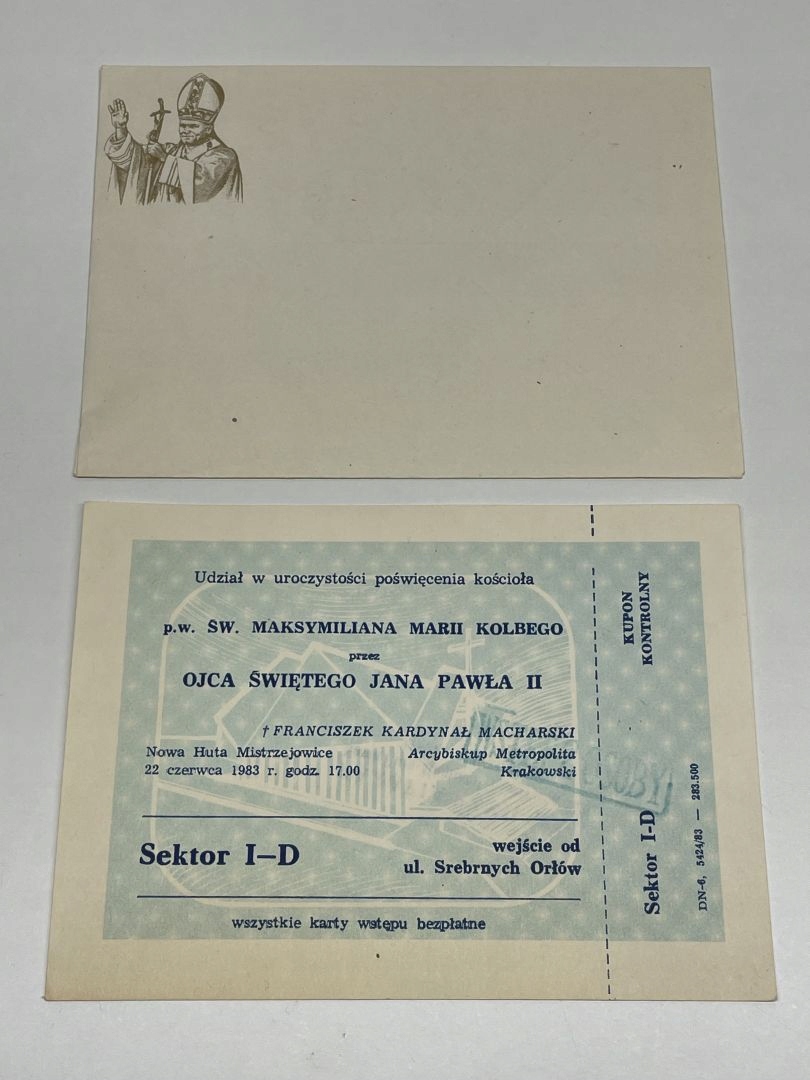 Udział w uroczystości poświęcenia kościoła
p.w. ŚW. MAKSYMILIANA MARII KOLBEGO
przez
OJCA ŚWIĘTEGO JANA PAWŁA II
† FRANCISZEK KARDYNAŁ MACHARSKI
Nowa Huta Mistrzejowice Arcybiskup Metropolita
22 czerwca 1983 r. godz. 17.00 Krakowski
Sektor I-D
wejście od
ul. Srebrnych Orłów
wszystkie karty wstępu bezpłatne
KUPON
KONTROLNY
Sektor I-D
DN-6, 5424/83 — 283.500